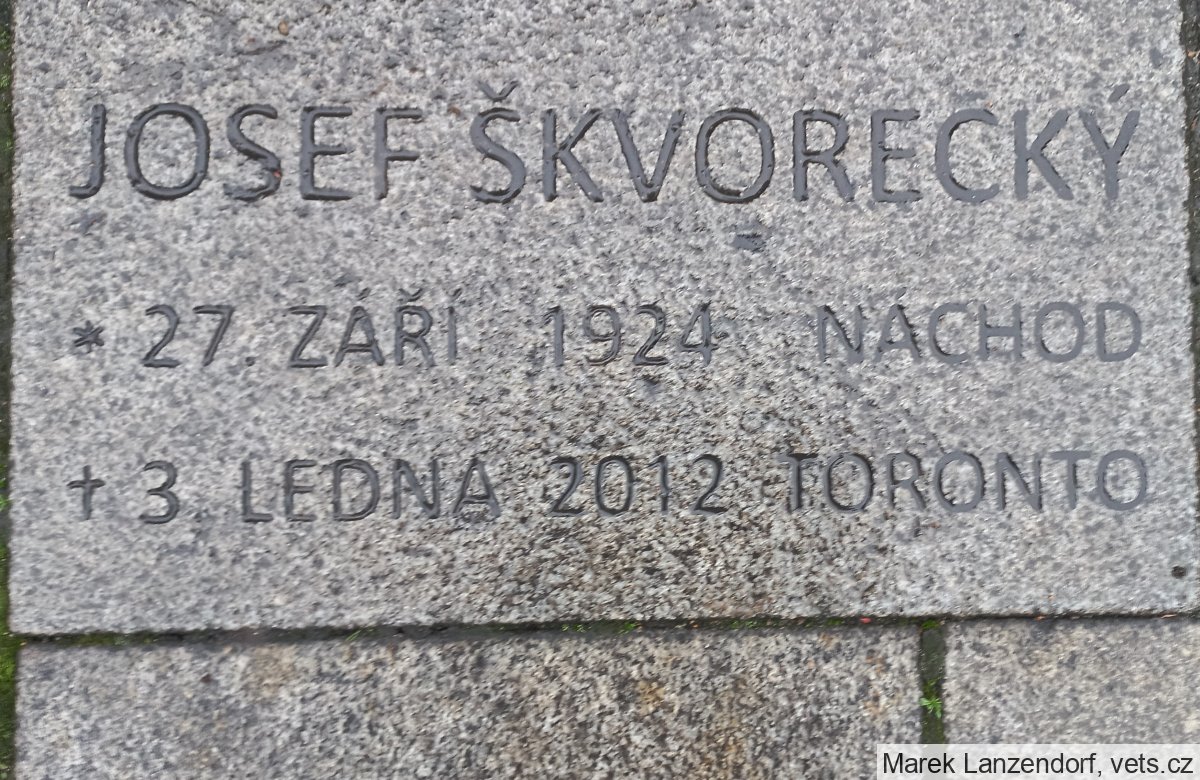 JOSEF ŠKVORECKÝ
* 27. ZÁŘÍ 1924 NÁCHOD
† 3. LEDNA 2012 TORONTO
Marek Lanzendorf, vets.cz